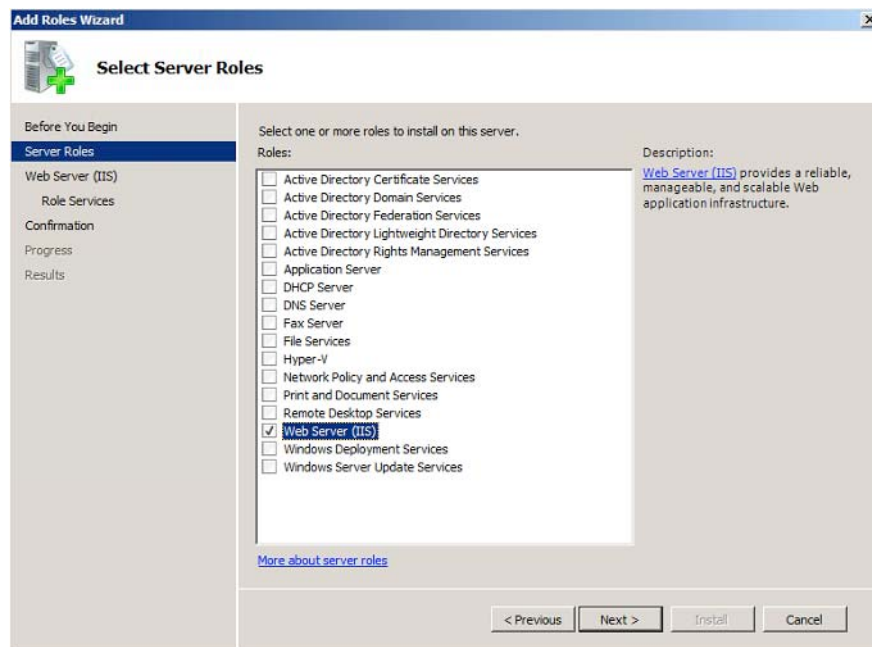 Add Roles Wizard
Select Server Roles
Before You Begin
Server Roles
Web Server (IIS)
Role Services
Confirmation
Progress
Results
Select one or more roles to install on this server.
Roles:
Active Directory Certificate Services
Active Directory Domain Services
Active Directory Federation Services
Active Directory Lightweight Directory Services
Active Directory Rights Management Services
Application Server
DHCP Server
DNS Server
Fax Server
File Services
Hyper-V
Network Policy and Access Services
Print and Document Services
Remote Desktop Services
Web Server (IIS)
Windows Deployment Services
Windows Server Update Services
More about server roles
Description:
Web Server (IIS) provides a reliable,
manageable, and scalable Web
application infrastructure.
< Previous
Next >
Install
Cancel